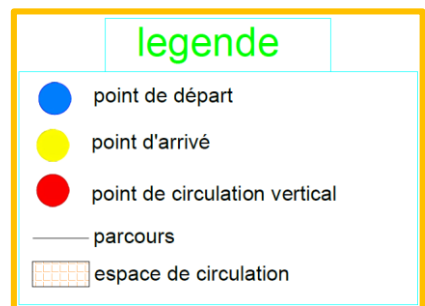 legende
point de départ
point d'arrivé
point de circulation vertical
parcours
espace de circulation